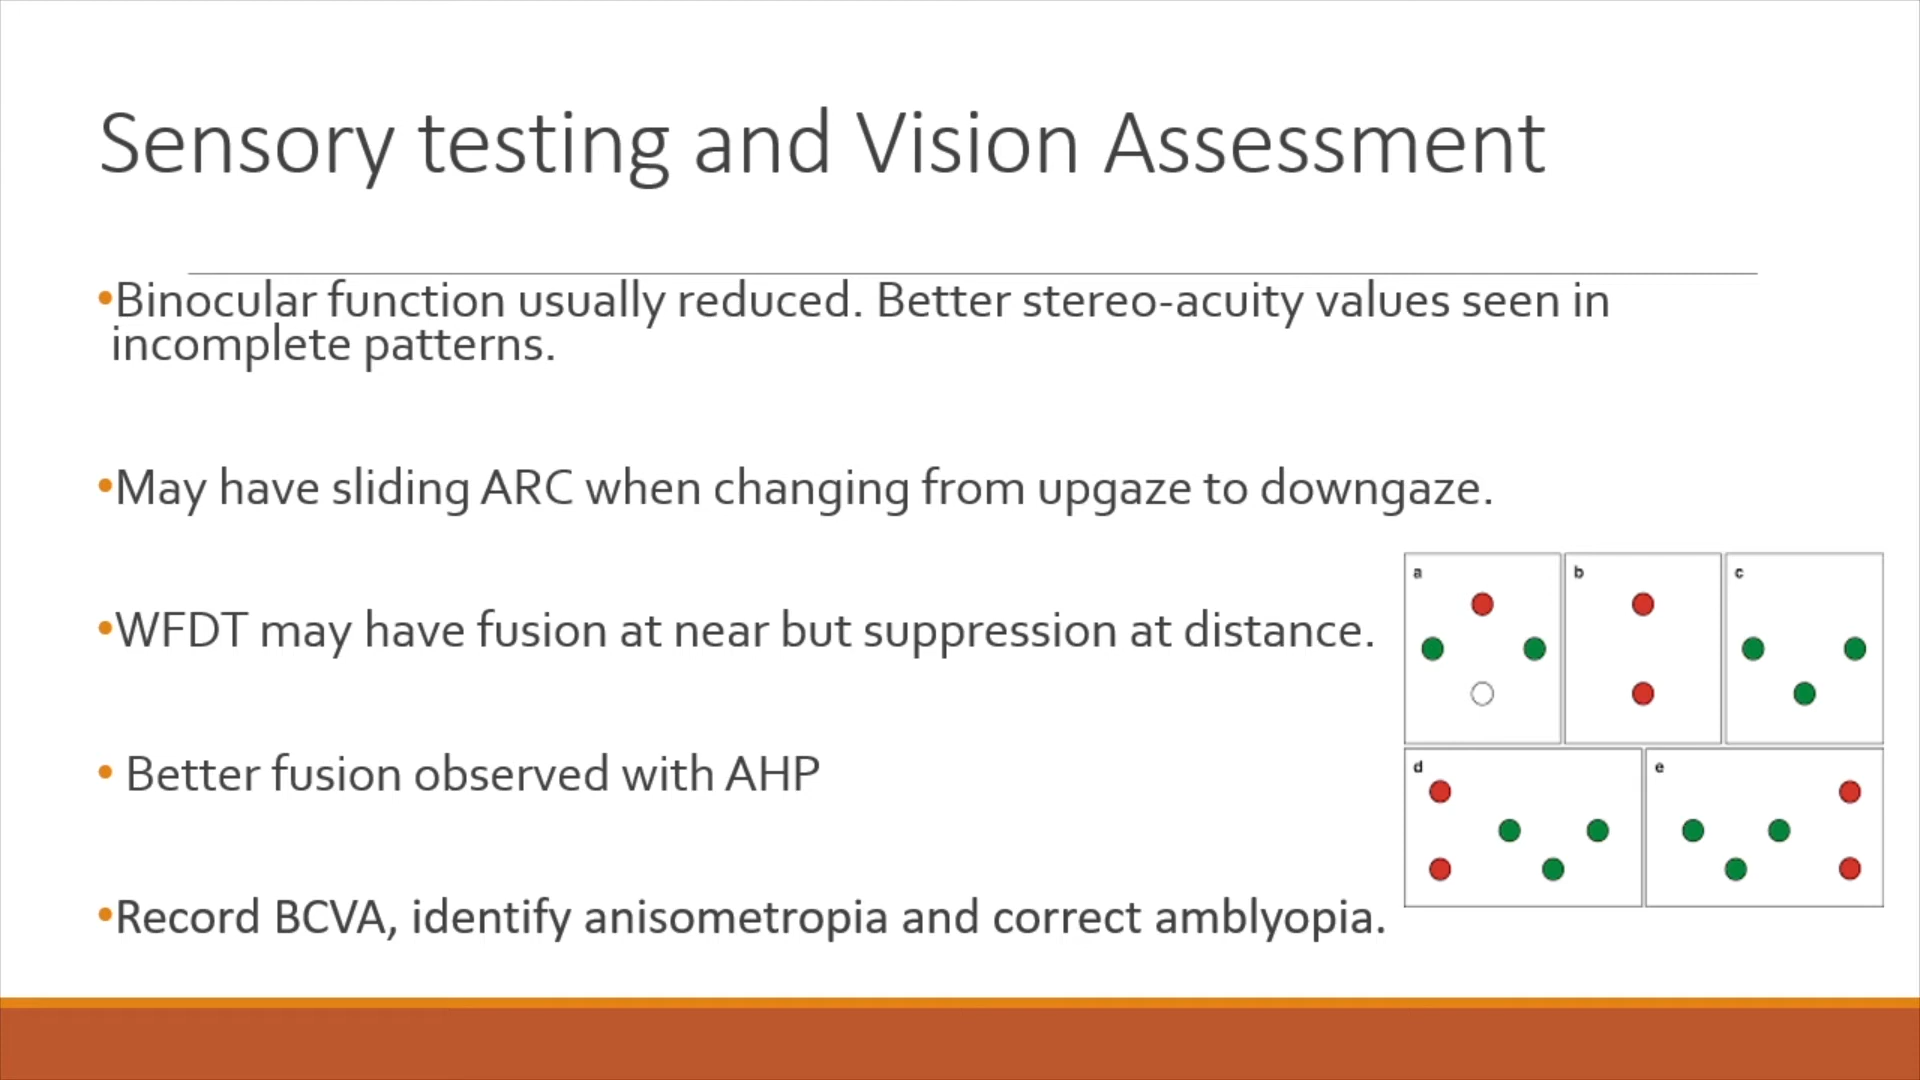 Sensory testing and Vision Assessment
•Binocular function usually reduced. Better stereo-acuity values seen in
incomplete patterns.
•May have sliding ARC when changing from upgaze to downgaze.
•WFDT may have fusion at near but suppression at distance.
• Better fusion observed with AHP
•Record BCVA, identify anisometropia and correct amblyopia.
a
b
c
d
e